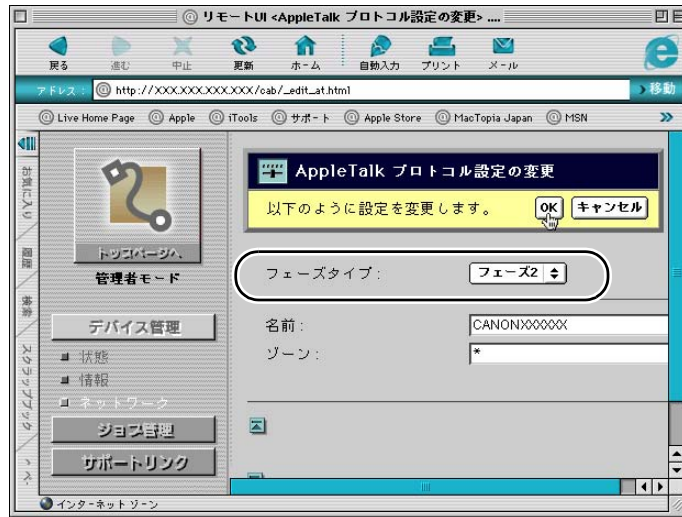 リモートUI <AppleTalk プロトコル設定の変更> ....
戻る 進む 中止 更新 ホーム 自動入力 プリント メール
アドレス: http://XXX.XXX.XXX.XXX/cab/_edit_at.html 移動
Live Home Page Apple iTools サポート Apple Store MacTopia Japan MSN
お気に入り
履歴
検索
スクラップブック
トップページへ
管理者モード
デバイス管理
状態
情報
ネットワーク
ジョブ管理
サポートリンク
AppleTalk プロトコル設定の変更
以下のように設定を変更します。 OK キャンセル
フェーズタイプ: フェーズ2
名前: CANONXXXXXX
ゾーン: *
インターネット ゾーン